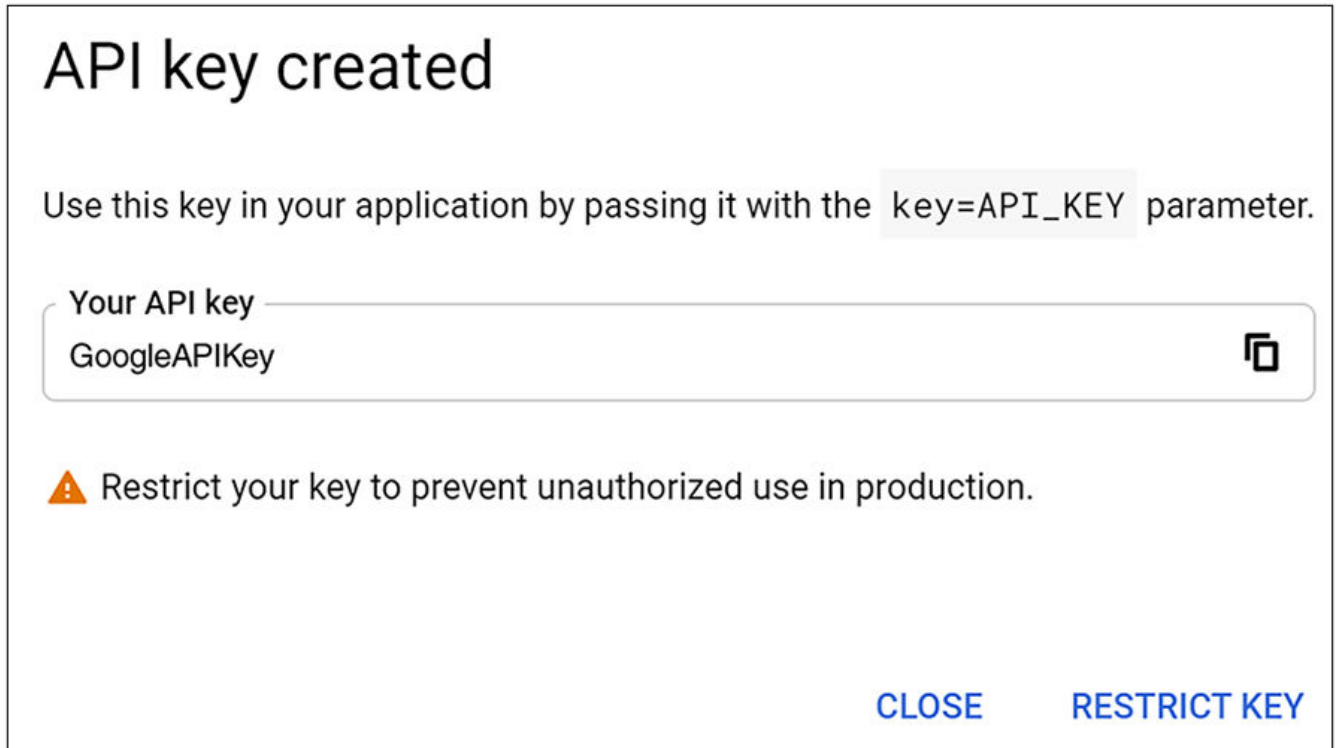 API key created
Use this key in your application by passing it with the key=API_KEY parameter.
Your API key
GoogleAPIKey
Restrict your key to prevent unauthorized use in production.
CLOSE RESTRICT KEY